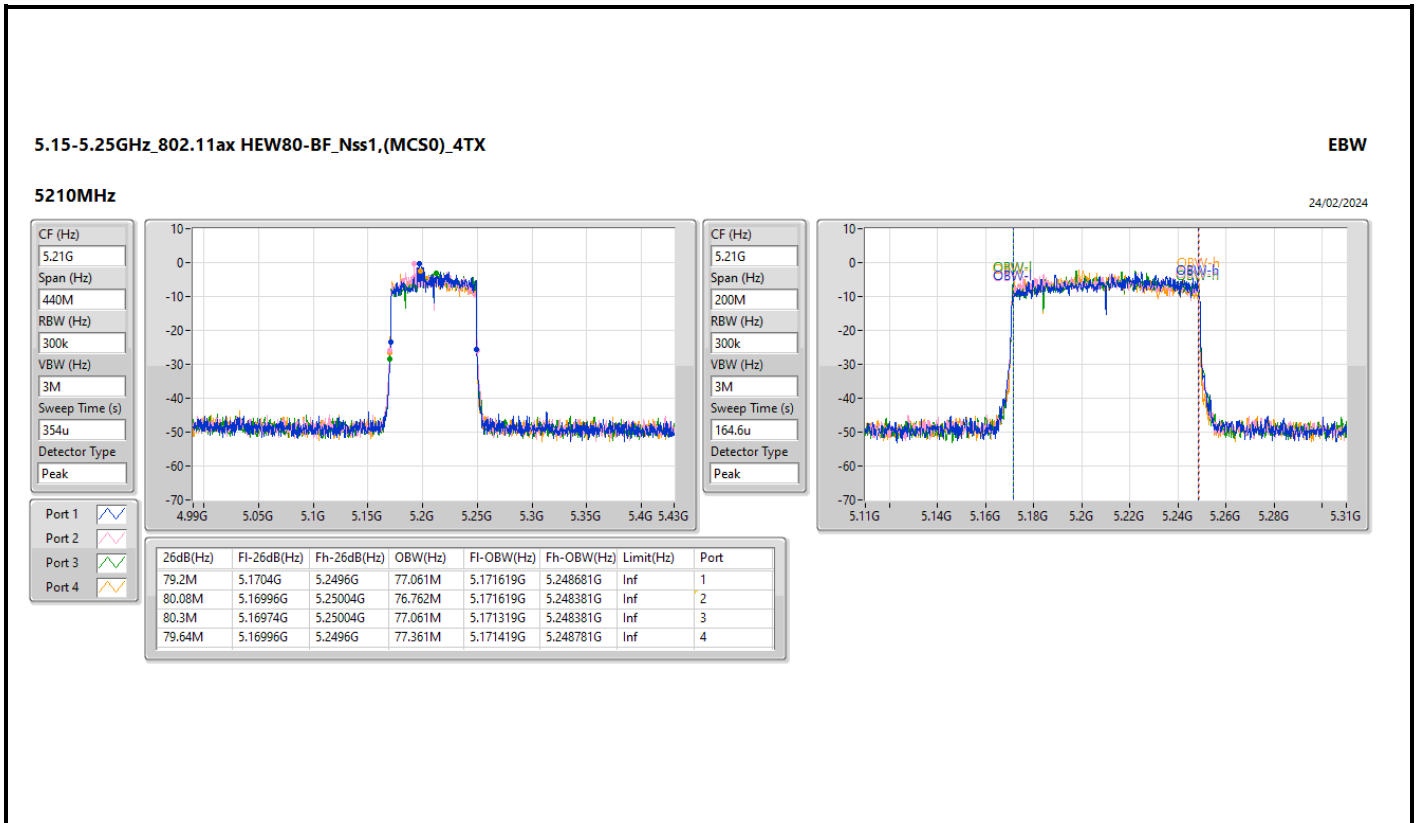 5.15-5.25GHz_802.11ax HEW80-BF_Nss1,(MCS0)_4TX
EBW
5210MHz
24/02/2024
CF (Hz)
5.21G
Span (Hz)
440M
RBW (Hz)
300k
VBW (Hz)
3M
Sweep Time (s)
354u
Detector Type
Peak
10
0
-10
-20
-30
-40
-50
-60
-70
4.99G 5.05G 5.1G 5.15G 5.2G 5.25G 5.3G 5.35G 5.4G 5.43G
CF (Hz)
5.21G
Span (Hz)
200M
RBW (Hz)
300k
VBW (Hz)
3M
Sweep Time (s)
164.6u
Detector Type
Peak
10
0
-10
-20
-30
-40
-50
-60
-70
OBW-l
OBW-h
OBW-l
OBW-h
5.11G 5.14G 5.16G 5.18G 5.2G 5.22G 5.24G 5.26G 5.28G 5.31G
Port 1
Port 2
Port 3
Port 4
26dB(Hz) Fl-26dB(Hz) Fh-26dB(Hz) OBW(Hz) Fl-OBW(Hz) Fh-OBW(Hz) Limit(Hz) Port
79.2M 5.1704G 5.2496G 77.061M 5.171619G 5.248681G Inf 1
80.08M 5.16996G 5.25004G 76.762M 5.171619G 5.248381G Inf 2
80.3M 5.16974G 5.25004G 77.061M 5.171319G 5.248381G Inf 3
79.64M 5.16996G 5.2496G 77.361M 5.171419G 5.248781G Inf 4